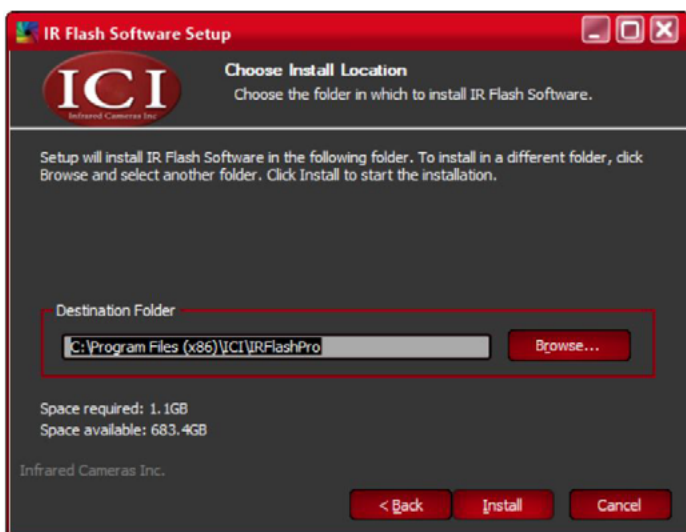 IR Flash Software Setup
ICI
Infrared Cameras Inc
Choose Install Location
Choose the folder in which to install IR Flash Software.
Setup will install IR Flash Software in the following folder. To install in a different folder, click
Browse and select another folder. Click Install to start the installation.
Destination Folder
C:\Program Files (x86)\ICI\IRFlashPro
Browse...
Space required: 1.1GB
Space available: 683.4GB
Infrared Cameras Inc.
< Back
Install
Cancel